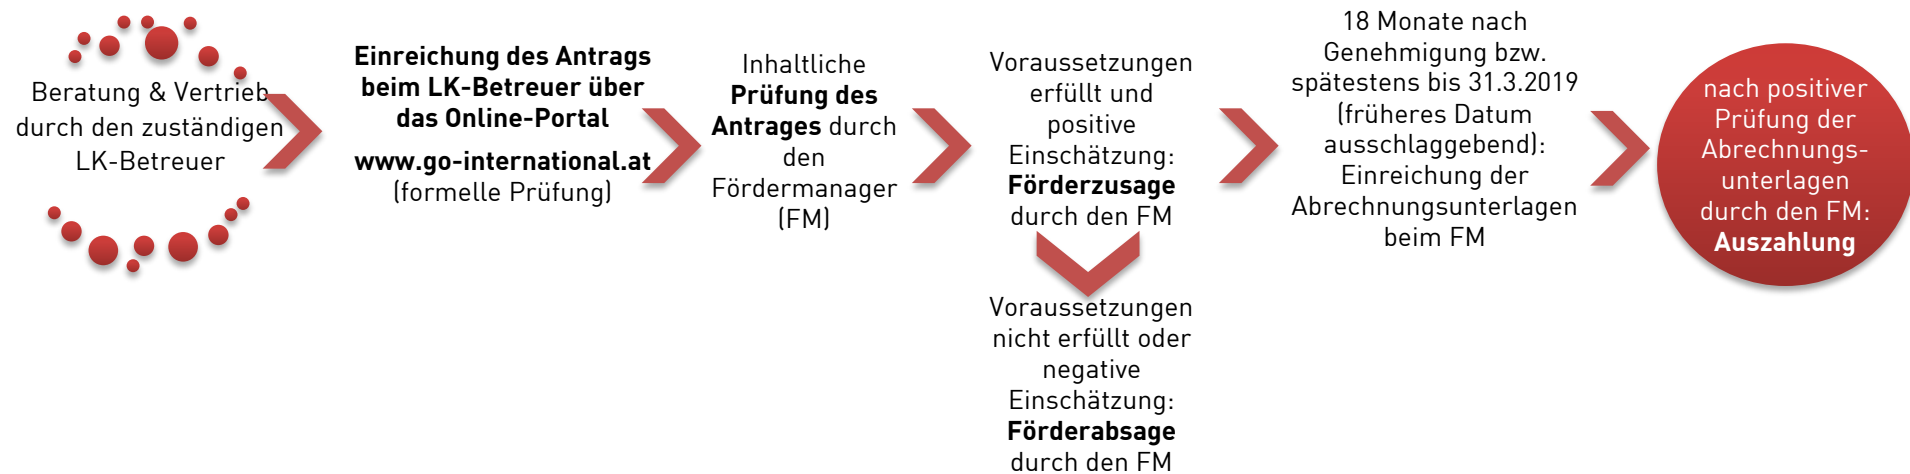 Beratung & Vertrieb
durch den zuständigen
LK-Betreuer
Einreichung des Antrags
beim LK-Betreuer über
das Online-Portal
www.go-international.at
(formelle Prüfung)
Inhaltliche
Prüfung des
Antrages durch
den
Fördermanager
(FM)
Voraussetzungen
erfüllt und
positive
Einschätzung:
Förderzusage
durch den FM
Voraussetzungen
nicht erfüllt oder
negative
Einschätzung:
Förderabsage
durch den FM
18 Monate nach
Genehmigung bzw.
spätestens bis 31.3.2019
(früheres Datum
ausschlaggebend):
Einreichung der
Abrechnungsunterlagen
beim FM
nach positiver
Prüfung der
Abrechnungs-
unterlagen
durch den FM:
Auszahlung